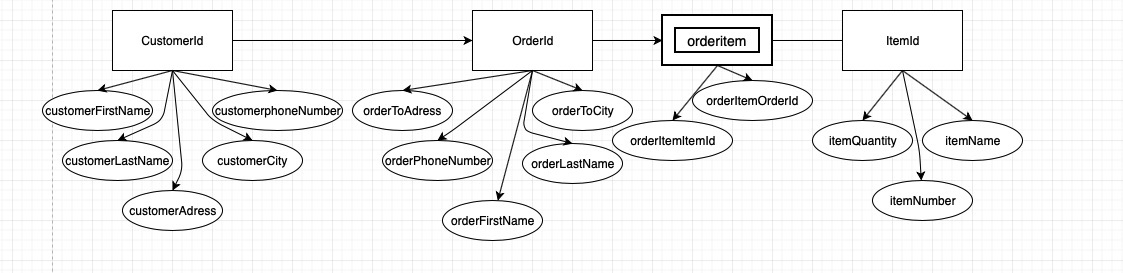 CustomerId
OrderId
orderitem
ItemId
customerFirstName
customerphoneNumber
orderToAdress
orderToCity
orderItemOrderId
customerLastName
customerCity
orderPhoneNumber
orderLastName
orderItemItemId
itemQuantity
itemName
customerAdress
orderFirstName
itemNumber